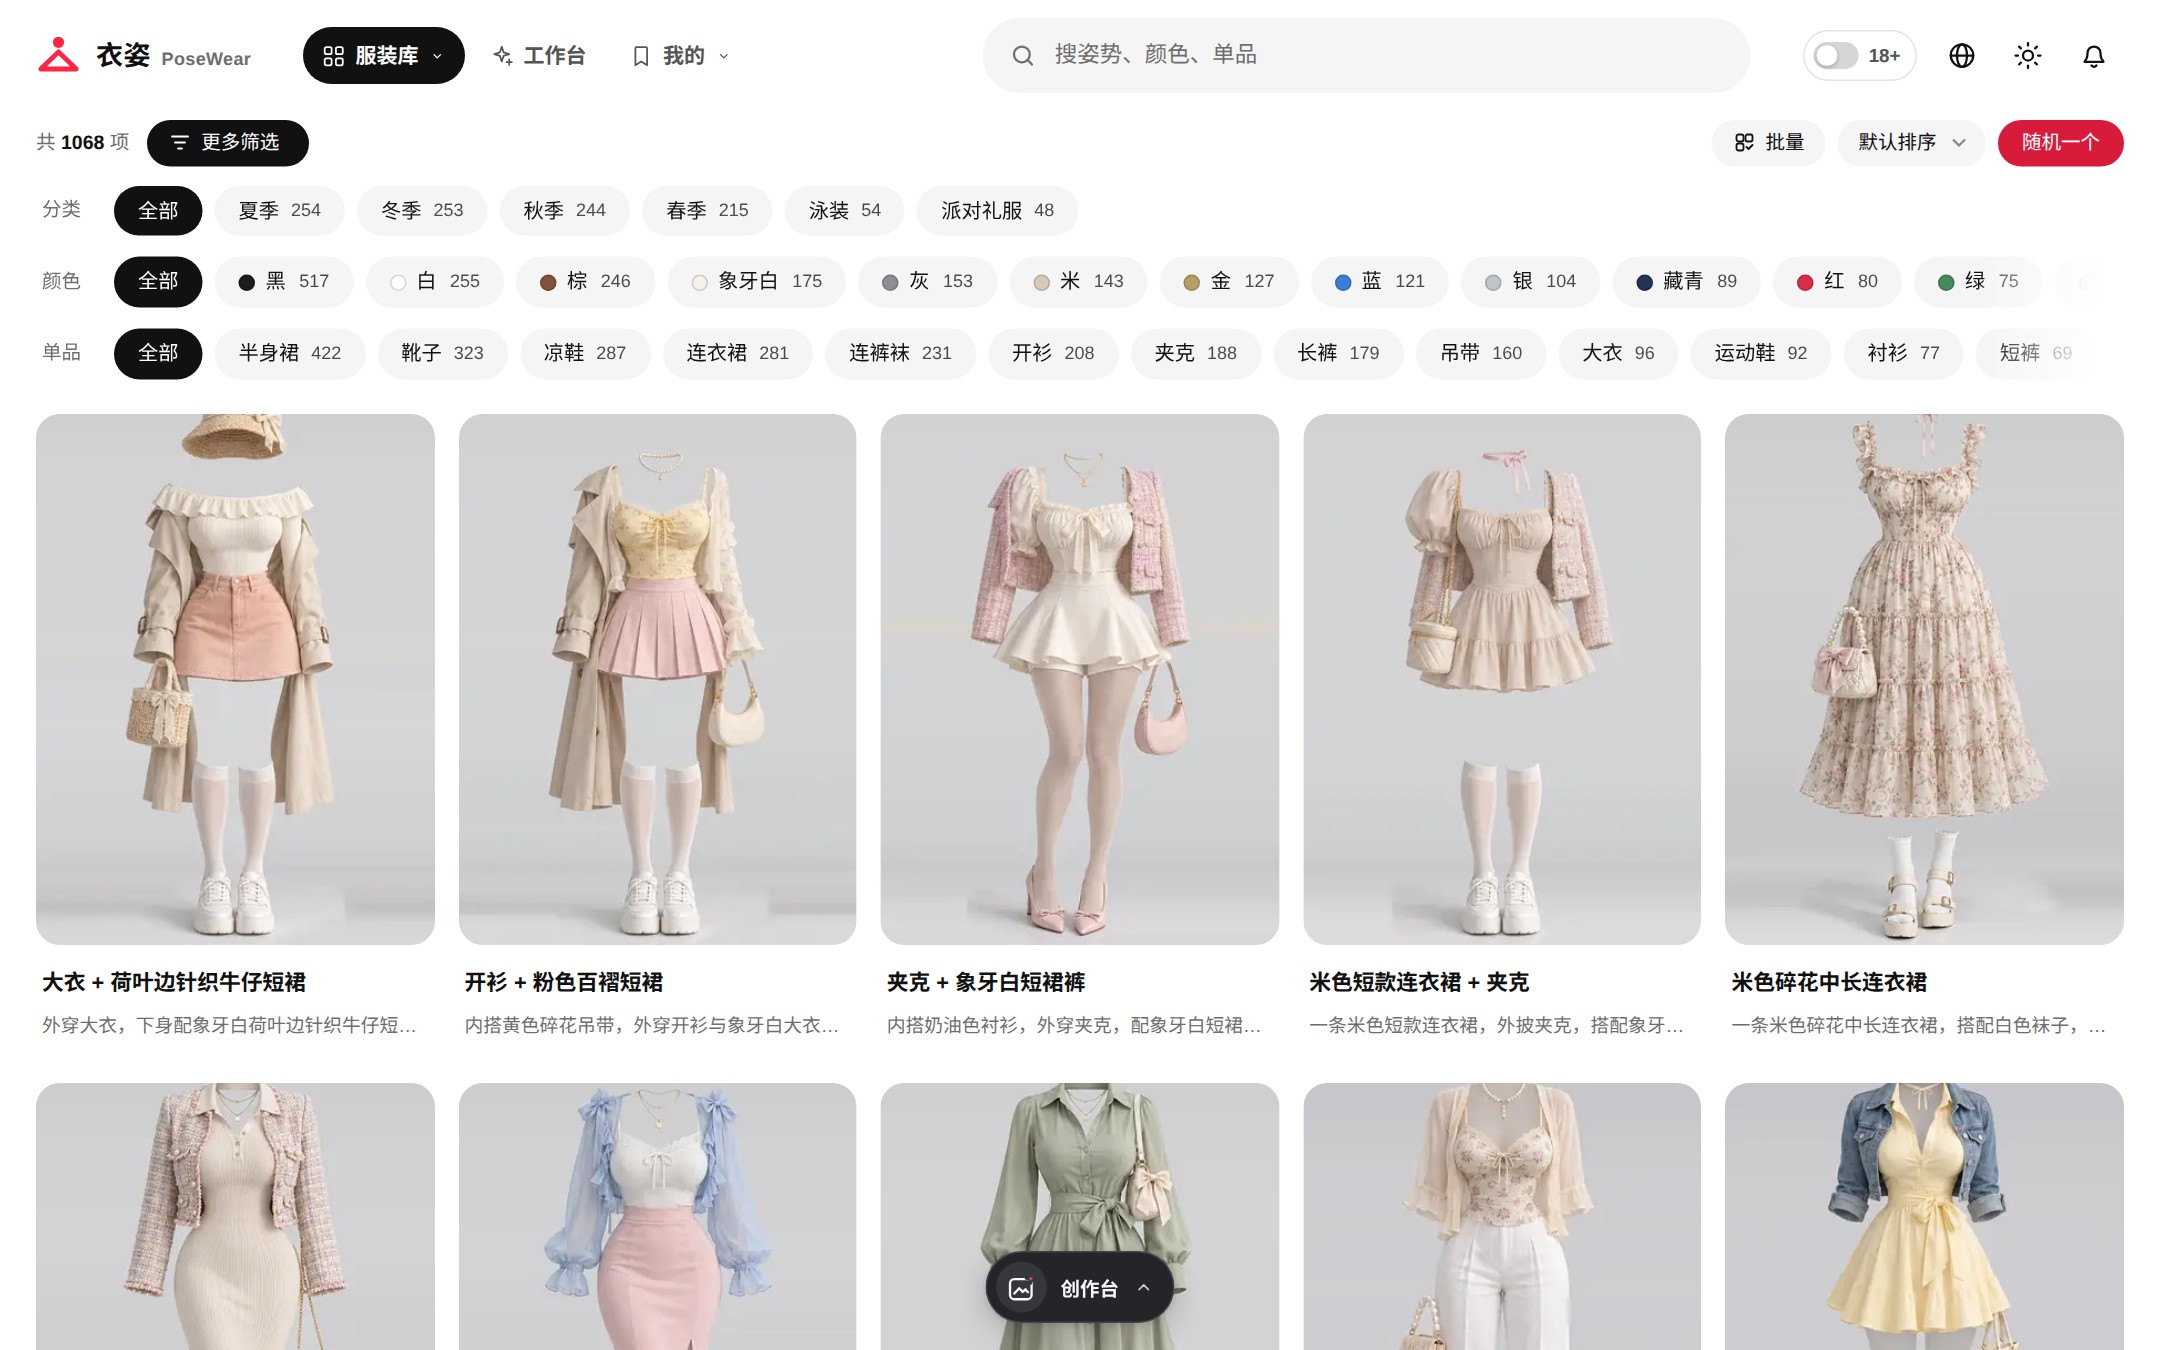 衣姿 PoseWear 服装库 工作台 我的 搜姿势、颜色、单品 18+
共 1068 项 更多筛选 批量 默认排序 随机一个
分类 全部 夏季 254 冬季 253 秋季 244 春季 215 泳装 54 派对礼服 48
颜色 全部 黑 517 白 255 棕 246 象牙白 175 灰 153 米 143 金 127 蓝 121 银 104 藏青 89 红 80 绿 75
单品 全部 半身裙 422 靴子 323 凉鞋 287 连衣裙 281 连裤袜 231 开衫 208 夹克 188 长裤 179 吊带 160 大衣 96 运动鞋 92 衬衫 77 短裤 69
大衣 + 荷叶边针织牛仔短裙
外穿大衣，下身配象牙白荷叶边针织牛仔短…
开衫 + 粉色百褶短裙
内搭黄色碎花吊带，外穿开衫与象牙白大衣…
夹克 + 象牙白短裙裤
内搭奶油色衬衫，外穿夹克，配象牙白短裙…
米色短款连衣裙 + 夹克
一条米色短款连衣裙，外披夹克，搭配象牙…
米色碎花中长连衣裙
一条米色碎花中长连衣裙，搭配白色袜子，…
创作台